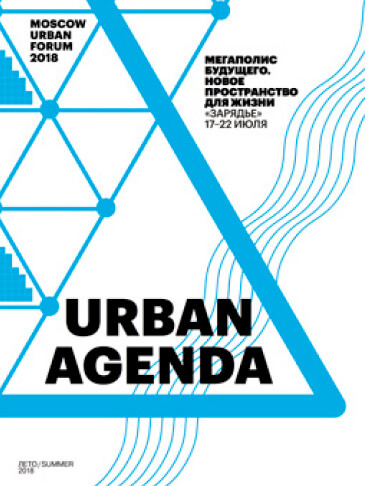 MOSCOW
URBAN
FORUM
2018
МЕГАПОЛИС
БУДУЩЕГО.
НОВОЕ
ПРОСТРАНСТВО
ДЛЯ ЖИЗНИ
«ЗАРЯДЬЕ»
17–22 ИЮЛЯ
URBAN
AGENDA
ЛЕТО/SUMMER
2018